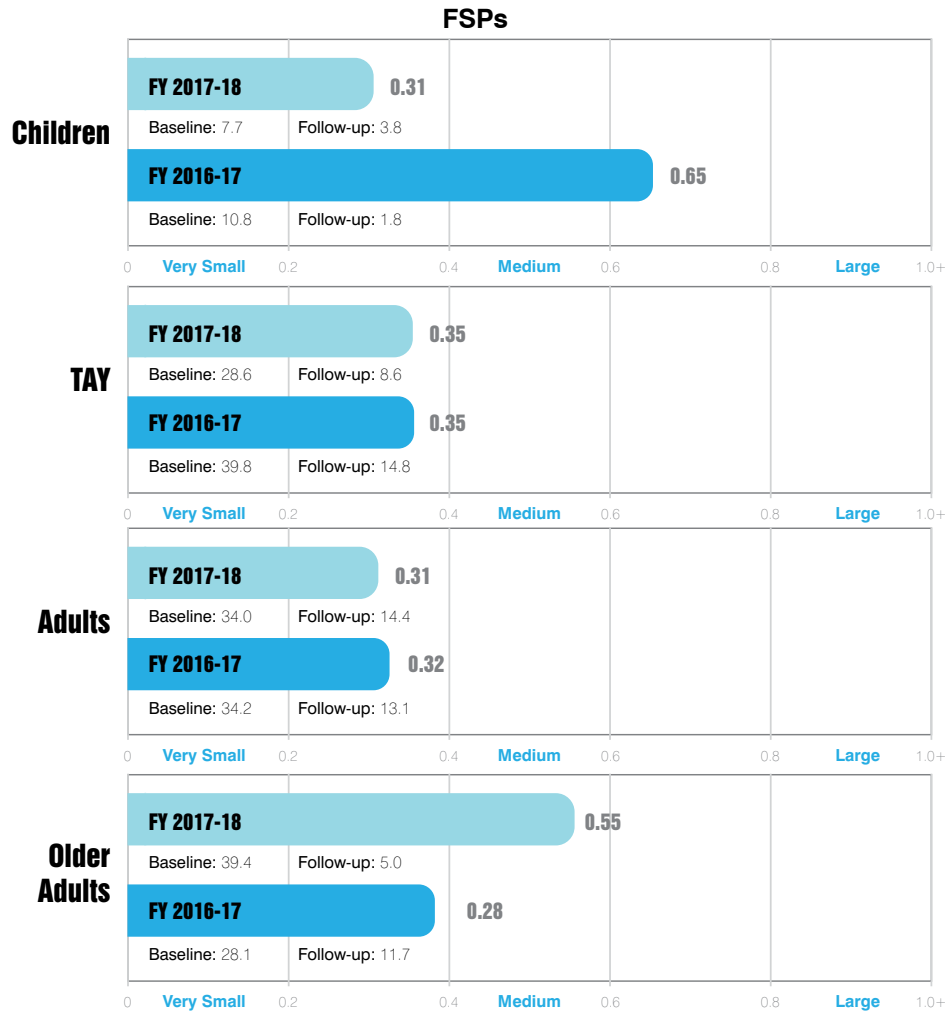 FSPs
Children
FY 2017-18 0.31
Baseline: 7.7 Follow-up: 3.8
FY 2016-17 0.65
Baseline: 10.8 Follow-up: 1.8
0 Very Small 0.2 0.4 Medium 0.6 0.8 Large 1.0+
TAY
FY 2017-18 0.35
Baseline: 28.6 Follow-up: 8.6
FY 2016-17 0.35
Baseline: 39.8 Follow-up: 14.8
0 Very Small 0.2 0.4 Medium 0.6 0.8 Large 1.0+
Adults
FY 2017-18 0.31
Baseline: 34.0 Follow-up: 14.4
FY 2016-17 0.32
Baseline: 34.2 Follow-up: 13.1
0 Very Small 0.2 0.4 Medium 0.6 0.8 Large 1.0+
Older
Adults
FY 2017-18 0.55
Baseline: 39.4 Follow-up: 5.0
FY 2016-17 0.28
Baseline: 28.1 Follow-up: 11.7
0 Very Small 0.2 0.4 Medium 0.6 0.8 Large 1.0+